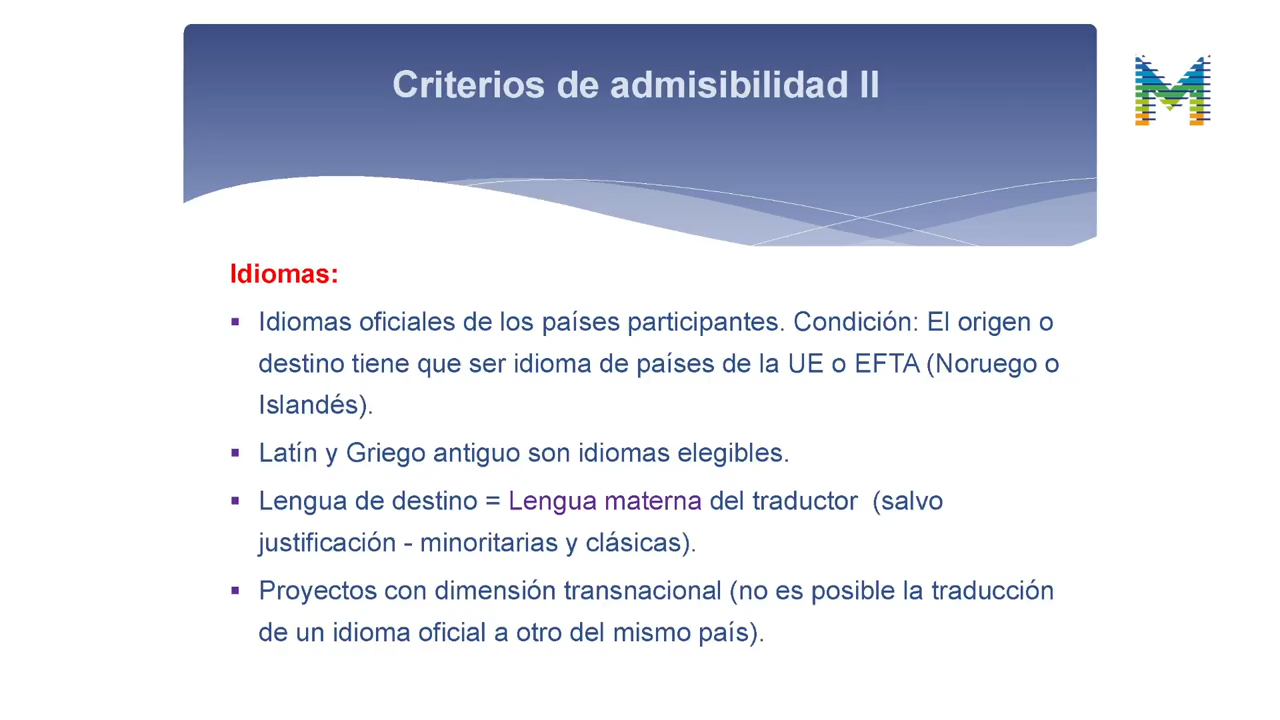 Criterios de admisibilidad II
Idiomas:
▪ Idiomas oficiales de los países participantes. Condición: El origen o
destino tiene que ser idioma de países de la UE o EFTA (Noruego o
Islandés).
▪ Latín y Griego antiguo son idiomas elegibles.
▪ Lengua de destino = Lengua materna del traductor (salvo
justificación - minoritarias y clásicas).
▪ Proyectos con dimensión transnacional (no es posible la traducción
de un idioma oficial a otro del mismo país).